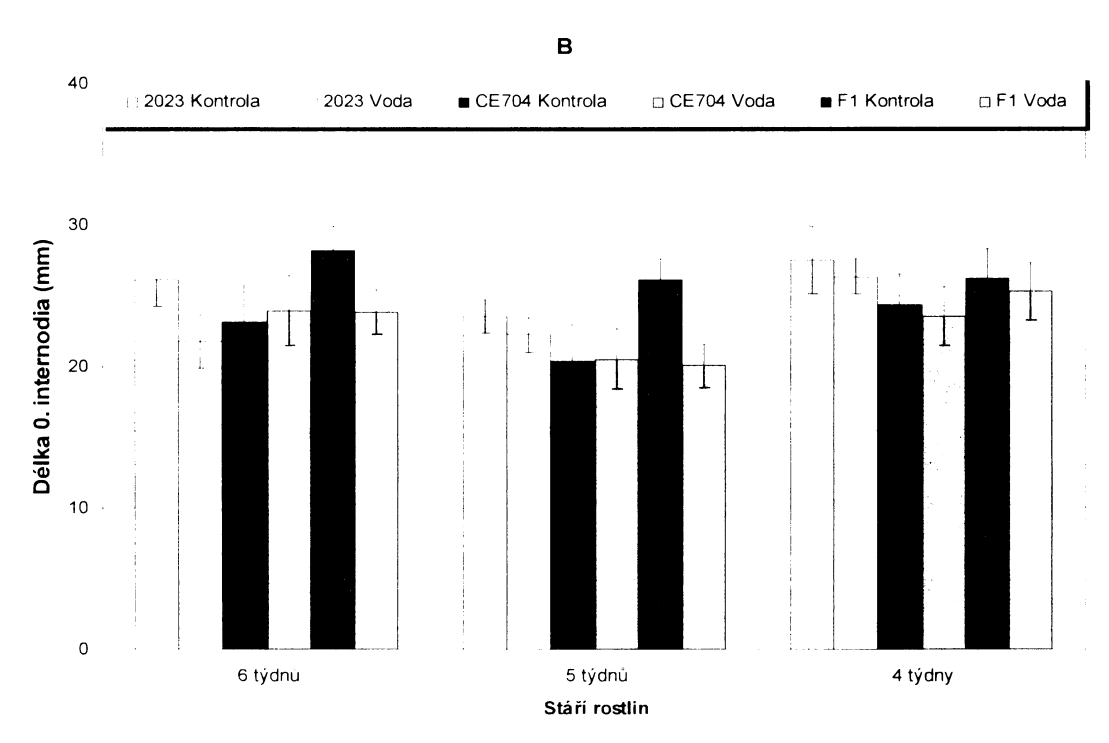 B
40
2023 Kontrola 2023 Voda CE704 Kontrola CE704 Voda F1 Kontrola F1 Voda
30
20
10
0
Délka 0. internodia (mm)
6 týdnů 5 týdnů 4 týdny
Stáří rostlin